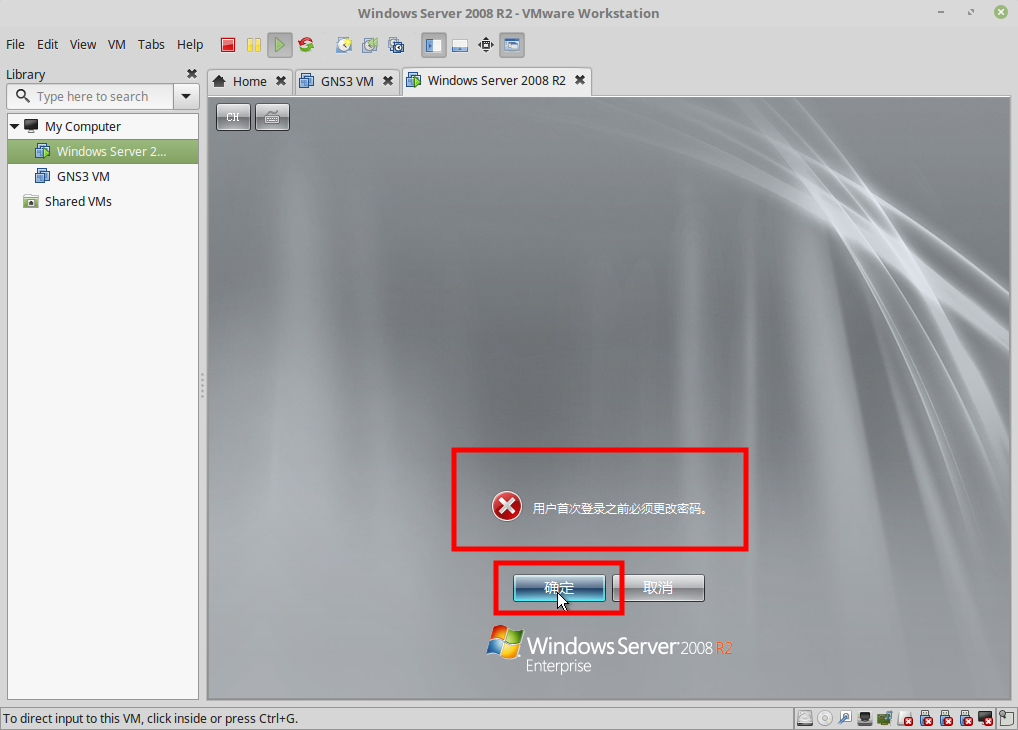 Windows Server 2008 R2 - VMware Workstation
File Edit View VM Tabs Help
Library
Type here to search
Home
GNS3 VM
Windows Server 2008 R2
My Computer
Windows Server 2...
GNS3 VM
Shared VMs
CH
用户首次登录之前必须更改密码。
确定
取消
Windows Server 2008 R2
Enterprise
To direct input to this VM, click inside or press Ctrl+G.